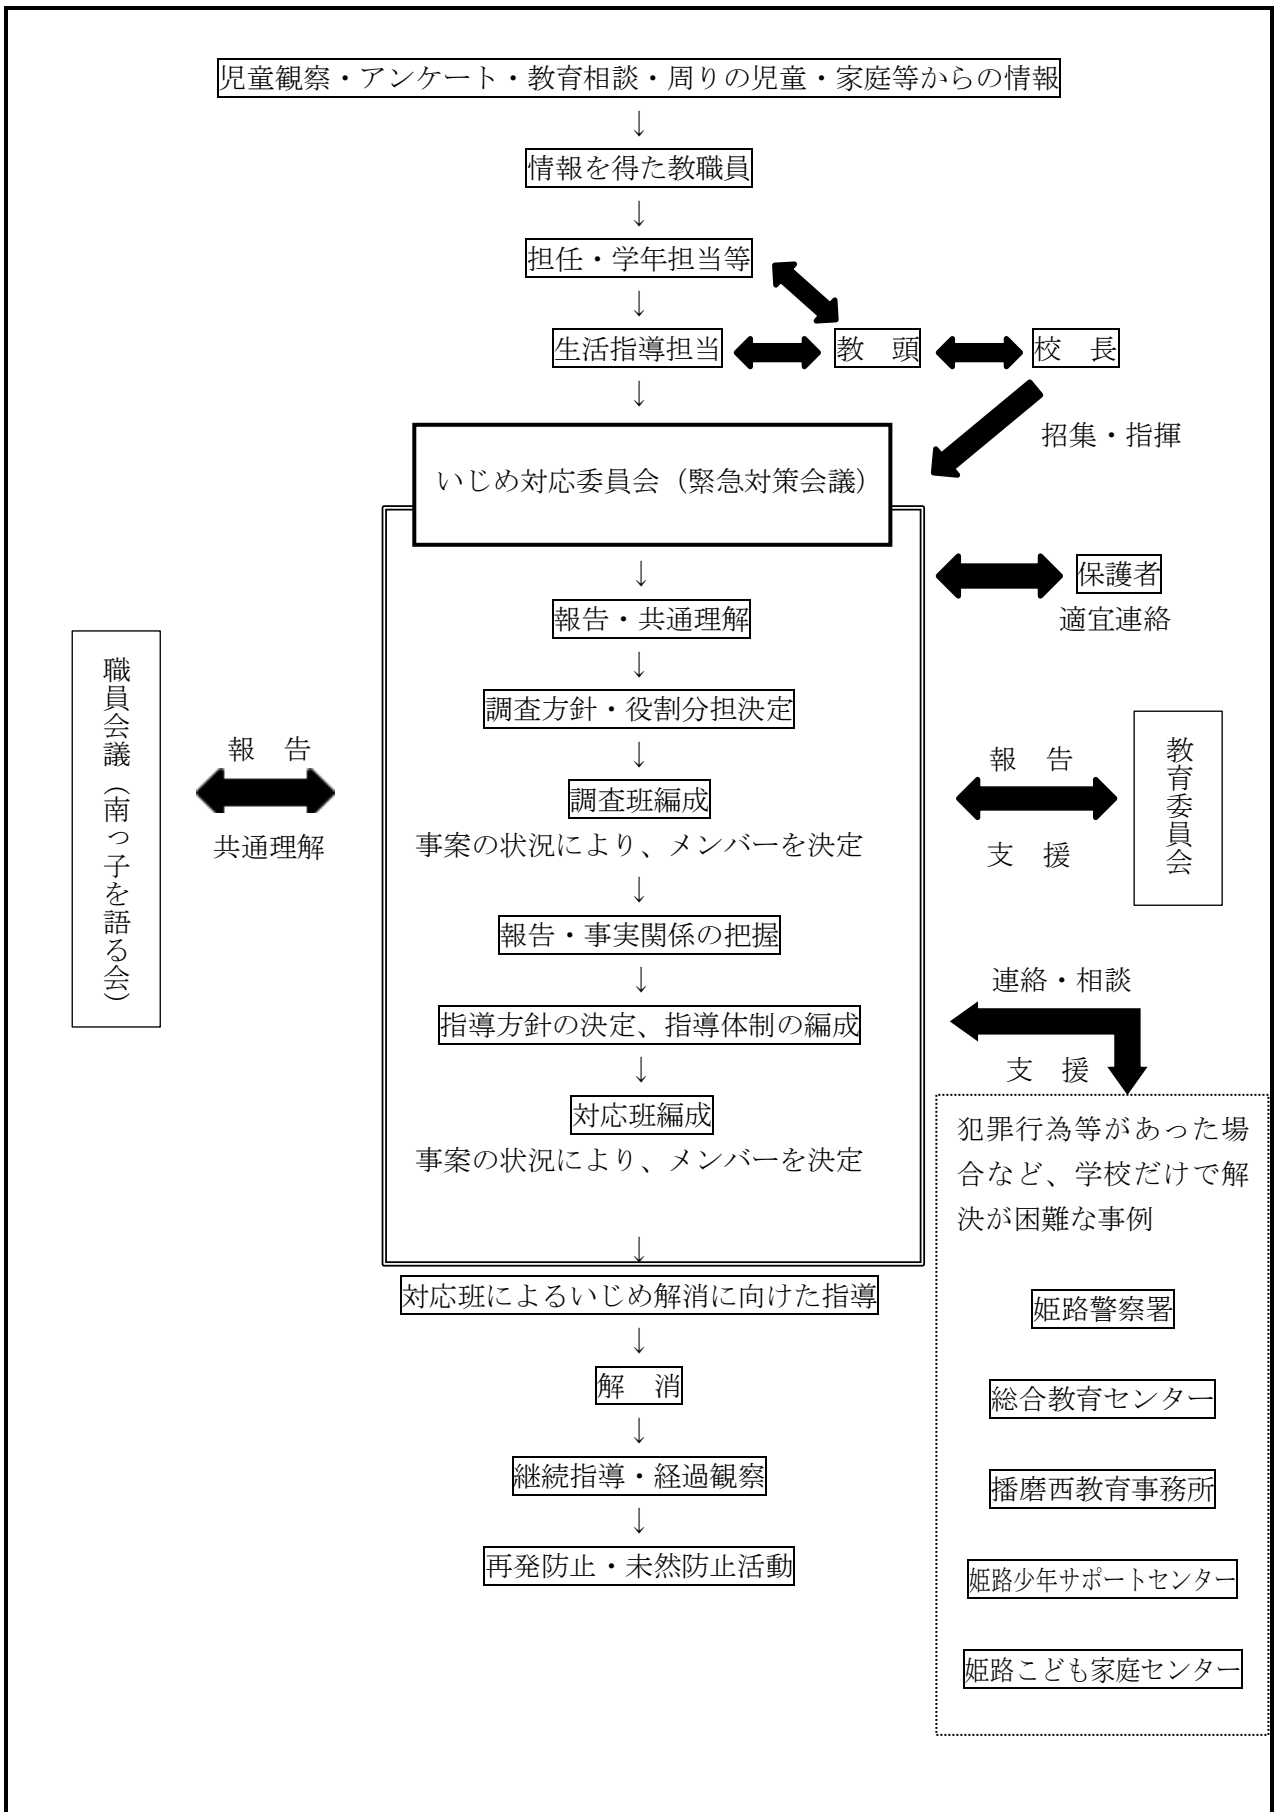 児童観察・アンケート・教育相談・周りの児童・家庭等からの情報
↓
情報を得た教職員
↓
担任・学年担当等
↓
生活指導担当
教　頭
校　長
↓
招集・指揮
いじめ対応委員会（緊急対策会議）
↓
保護者
適宜連絡
報告・共通理解
↓
調査方針・役割分担決定
↓
調査班編成
事案の状況により、メンバーを決定
↓
報告・事実関係の把握
↓
指導方針の決定、指導体制の編成
↓
対応班編成
事案の状況により、メンバーを決定
↓
職員会議（南っ子を語る会）
報　告
共通理解
報　告
支　援
教育委員会
連絡・相談
支　援
犯罪行為等があった場
合など、学校だけで解
決が困難な事例
姫路警察署
総合教育センター
播磨西教育事務所
姫路少年サポートセンター
姫路こども家庭センター
対応班によるいじめ解消に向けた指導
↓
解　消
↓
継続指導・経過観察
↓
再発防止・未然防止活動